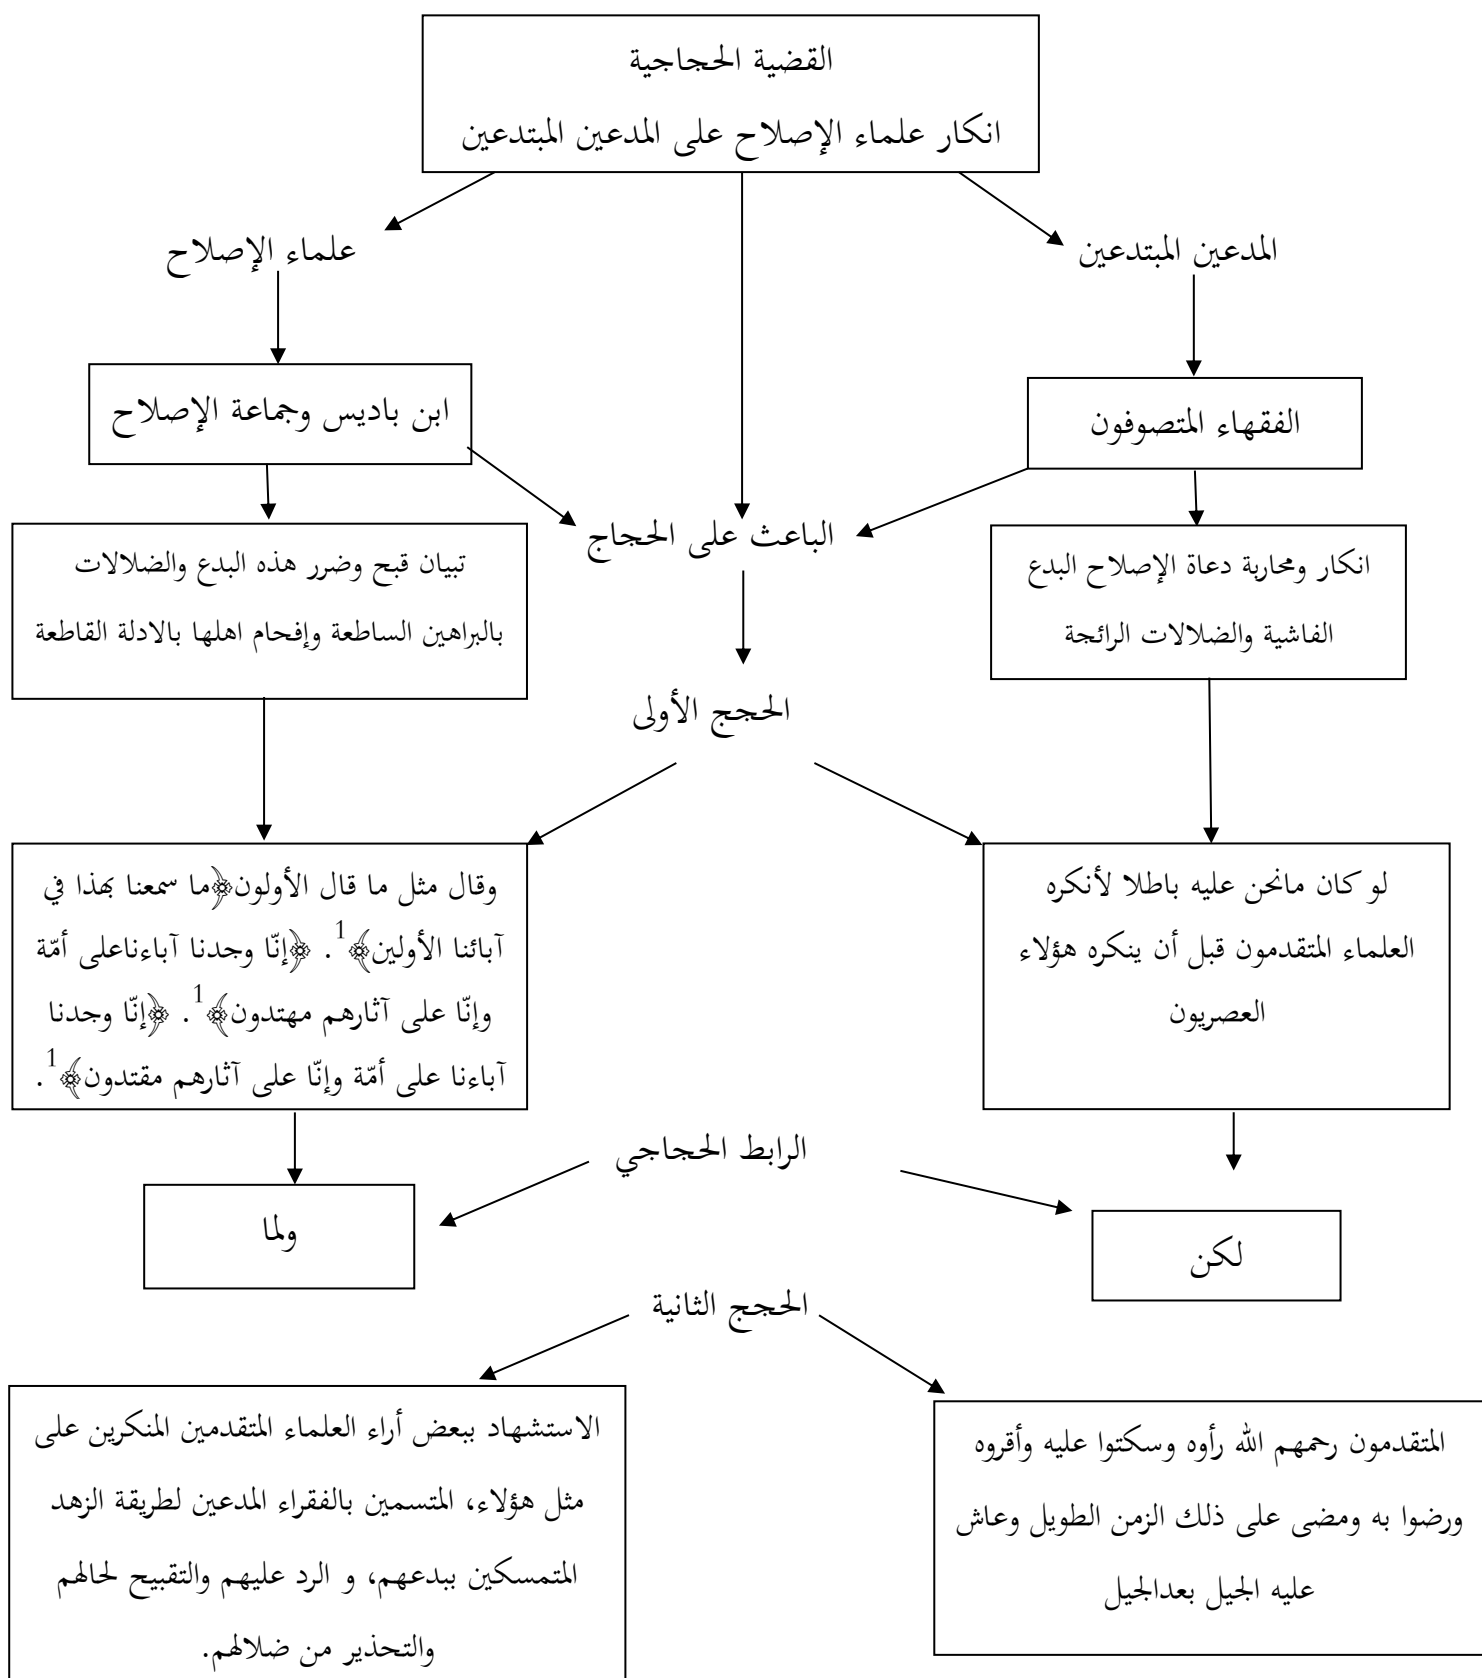 القضية الحجاجية
انكار علماء الإصلاح على المدعين المبتدعين
المدعين المبتدعين
علماء الإصلاح
الفقهاء المتصوفون
ابن باديس وجماعة الإصلاح
الباعث على الحجاج
انكار ومحاربة دعاة الإصلاح البدع
الفاشية والضلالات الرائجة
تبيان قبح وضرر هذه البدع والضلالات
بالبراهين الساطعة وإفحام اهلها بالادلة القاطعة
الحجج الأولى
لو كان مانحن عليه باطلا لأنكره
العلماء المتقدمون قبل أن ينكره هؤلاء
العصريون
وقال مثل ما قال الأولون﴿ما سمعنا بهذا في
آبائنا الأولين﴾1 . ﴿إنّا وجدنا آباءناعلى أمّة
وإنّا على آثارهم مهتدون﴾1. ﴿إنّا وجدنا
آباءنا على أمّة وإنّا على آثارهم مقتدون﴾1.
الرابط الحجاجي
لكن
ولما
الحجج الثانية
المتقدمون رحمهم الله رأوه وسكتوا عليه وأقروه
ورضوا به ومضى على ذلك الزمن الطويل وعاش
عليه الجيل بعدالجيل
الاستشهاد ببعض أراء العلماء المتقدمين المنكرين على
مثل هؤلاء، المتسمين بالفقراء المدعين لطريقة الزهد
المتمسكين ببدعهم، و الرد عليهم والتقبيح لحالهم
والتحذير من ضلالهم.